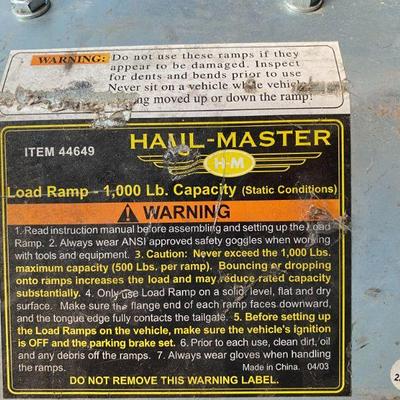 WARNING: Do not use these ramps if they
appear to be damaged. Inspect
for dents and bends prior to use
Never sit on a vehicle while vehicle
being moved up or down the ramp!
ITEM 44649
HAUL-MASTER
H-M
Load Ramp - 1,000 Lb. Capacity (Static Conditions)
WARNING
1. Read instruction manual before assembling and setting up the Load
Ramp. 2. Always wear ANSI approved safety goggles when working
with tools and equipment. 3. Caution: Never exceed the 1,000 Lbs.
maximum capacity (500 Lbs. per ramp). Bouncing or dropping
onto ramps increases the load and may reduce rated capacity
substantially. 4. Only use Load Ramp on a solid, level, flat and dry
surface. Make sure the flange end of each ramp faces downward,
and the tongue edge fully contacts the tailgate. 5. Before setting up
the Load Ramps on the vehicle, make sure the vehicle's ignition
is OFF and the parking brake set. 6. Prior to each use, clean dirt, oil
and any debris off the ramps. 7. Always wear gloves when handling
the ramps.
Made in China. 04/03
DO NOT REMOVE THIS WARNING LABEL.